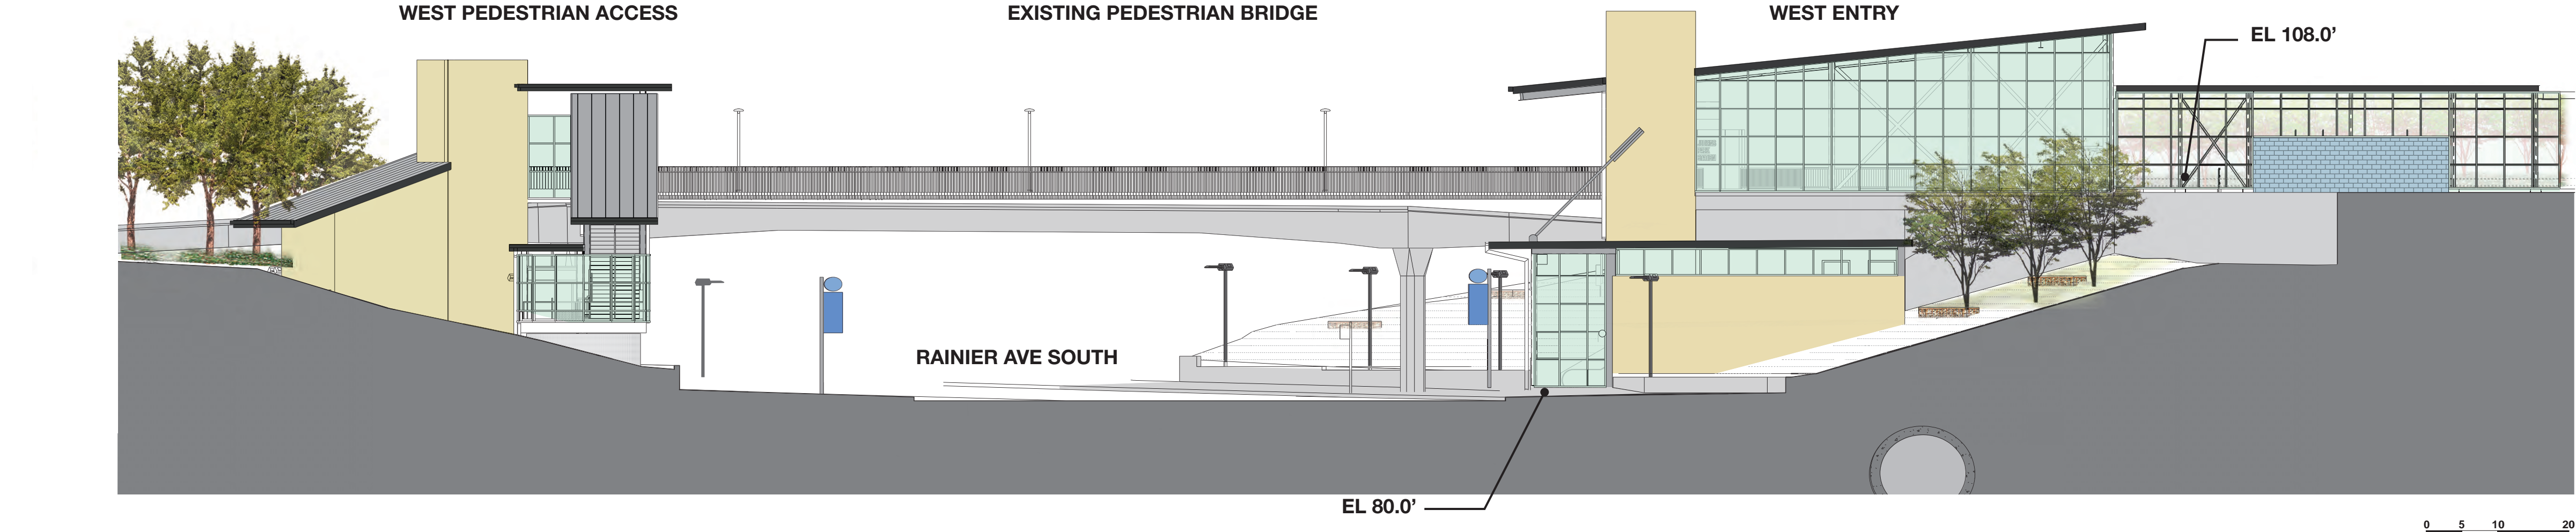 WEST PEDESTRIAN ACCESS
EXISTING PEDESTRIAN BRIDGE
WEST ENTRY
EL 108.0’
RAINIER AVE SOUTH
EL 80.0’
0 5 10 20